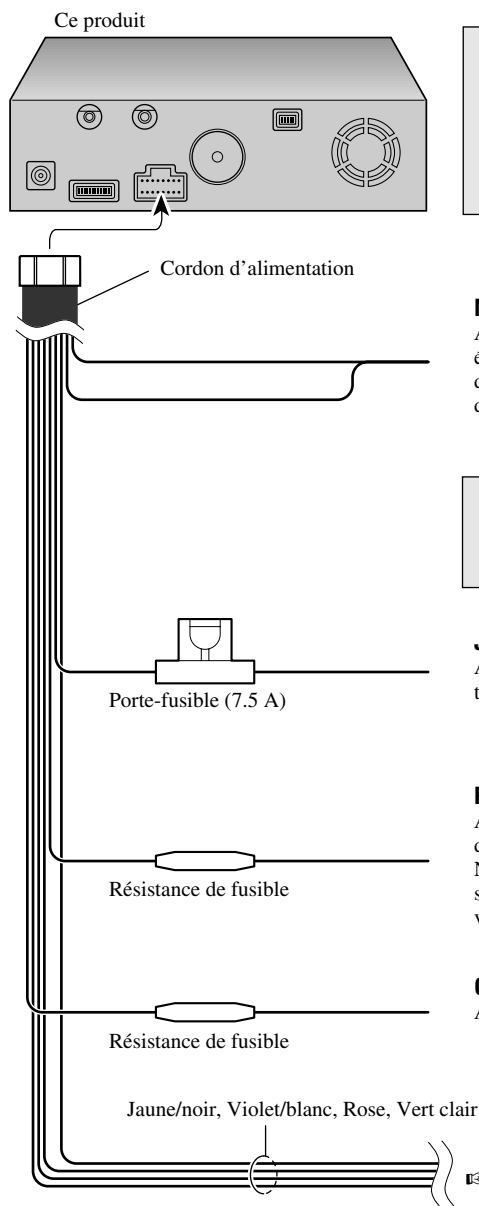 Ce produit
Cordon d’alimentation
Porte-fusible (7.5 A)
Résistance de fusible
Résistance de fusible
Jaune/noir, Violet/blanc, Rose, Vert clair